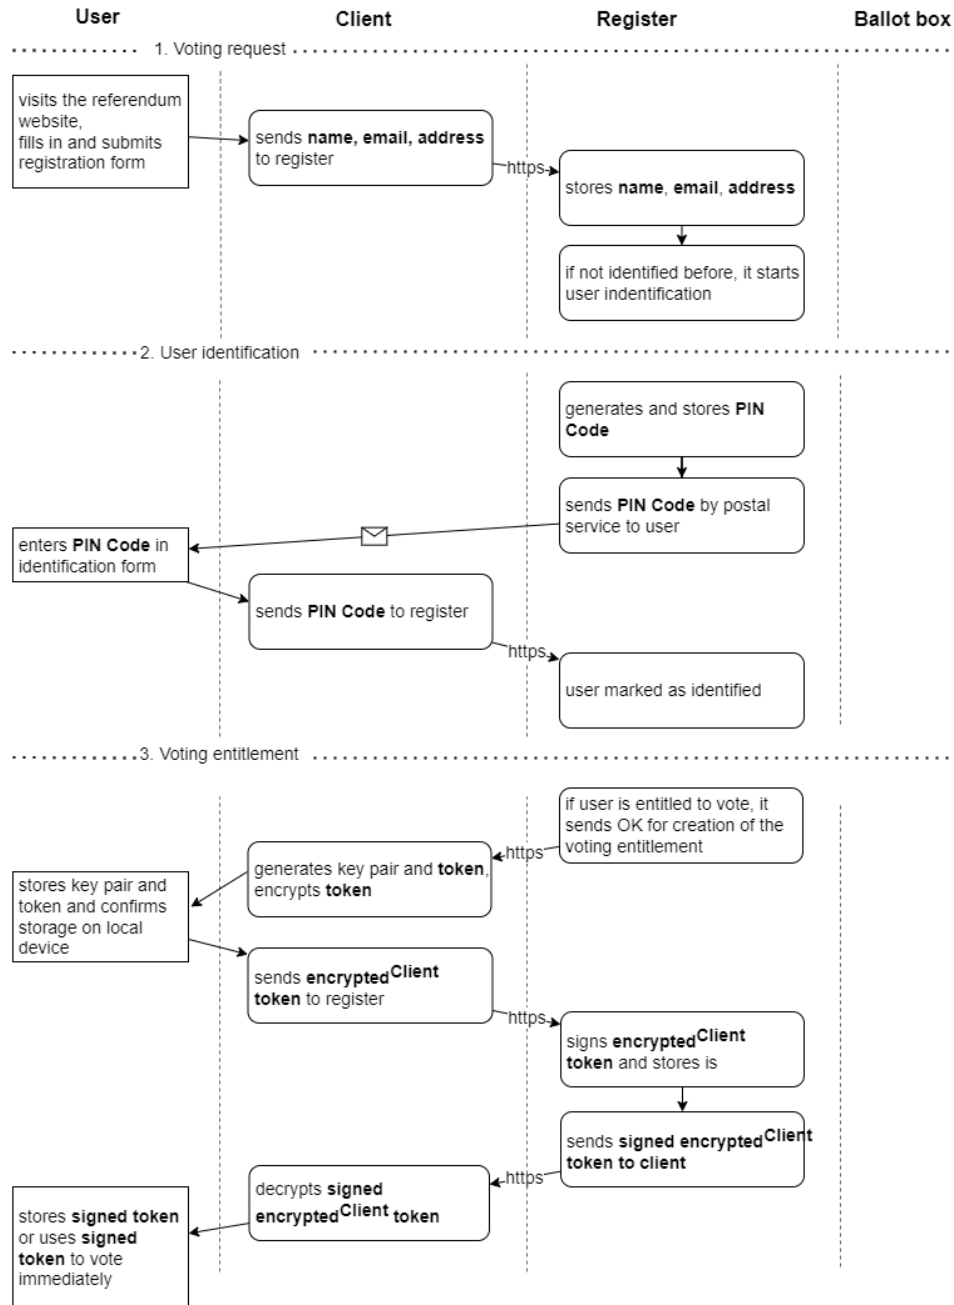 User
Client
Register
Ballot box
1. Voting request
visits the referendum
website,
fills in and submits
registration form
sends name, email, address
to register
https
stores name, email, address
if not identified before, it starts
user indentification
2. User identification
generates and stores PIN
Code
sends PIN Code by postal
service to user
enters PIN Code in
identification form
sends PIN Code to register
https
user marked as identified
3. Voting entitlement
if user is entitled to vote, it
sends OK for creation of the
voting entitlement
https
generates key pair and token,
encrypts token
stores key pair and
token and confirms
storage on local
device
sends encryptedClient
token to register
https
signs encryptedClient
token and stores is
sends signed encryptedClient
token to client
https
decrypts signed
encryptedClient token
stores signed token
or uses signed
token to vote
immediately